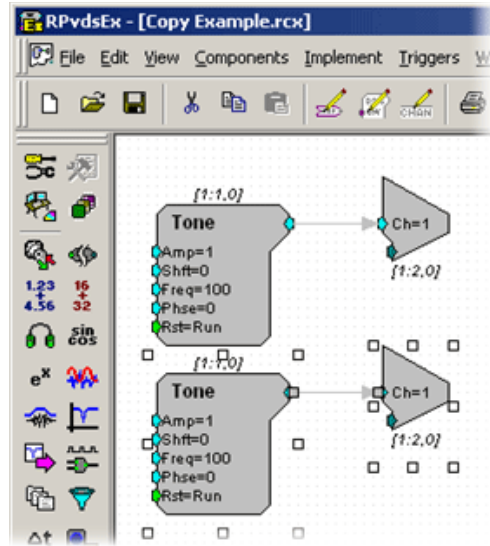 RPvdsEx - [Copy Example.rcx]
File Edit View Components Implement Triggers W
CHAN
[1:1,0]
Tone
Amp=1
Shft=0
Freq=100
Phse=0
Rst=Run
Ch=1
[1:2,0]
1.23
+
4.56
16
+
32
sin
cos
eˣ
Δt
[1:1,0]
Tone
Amp=1
Shft=0
Freq=100
Phse=0
Rst=Run
Ch=1
[1:2,0]